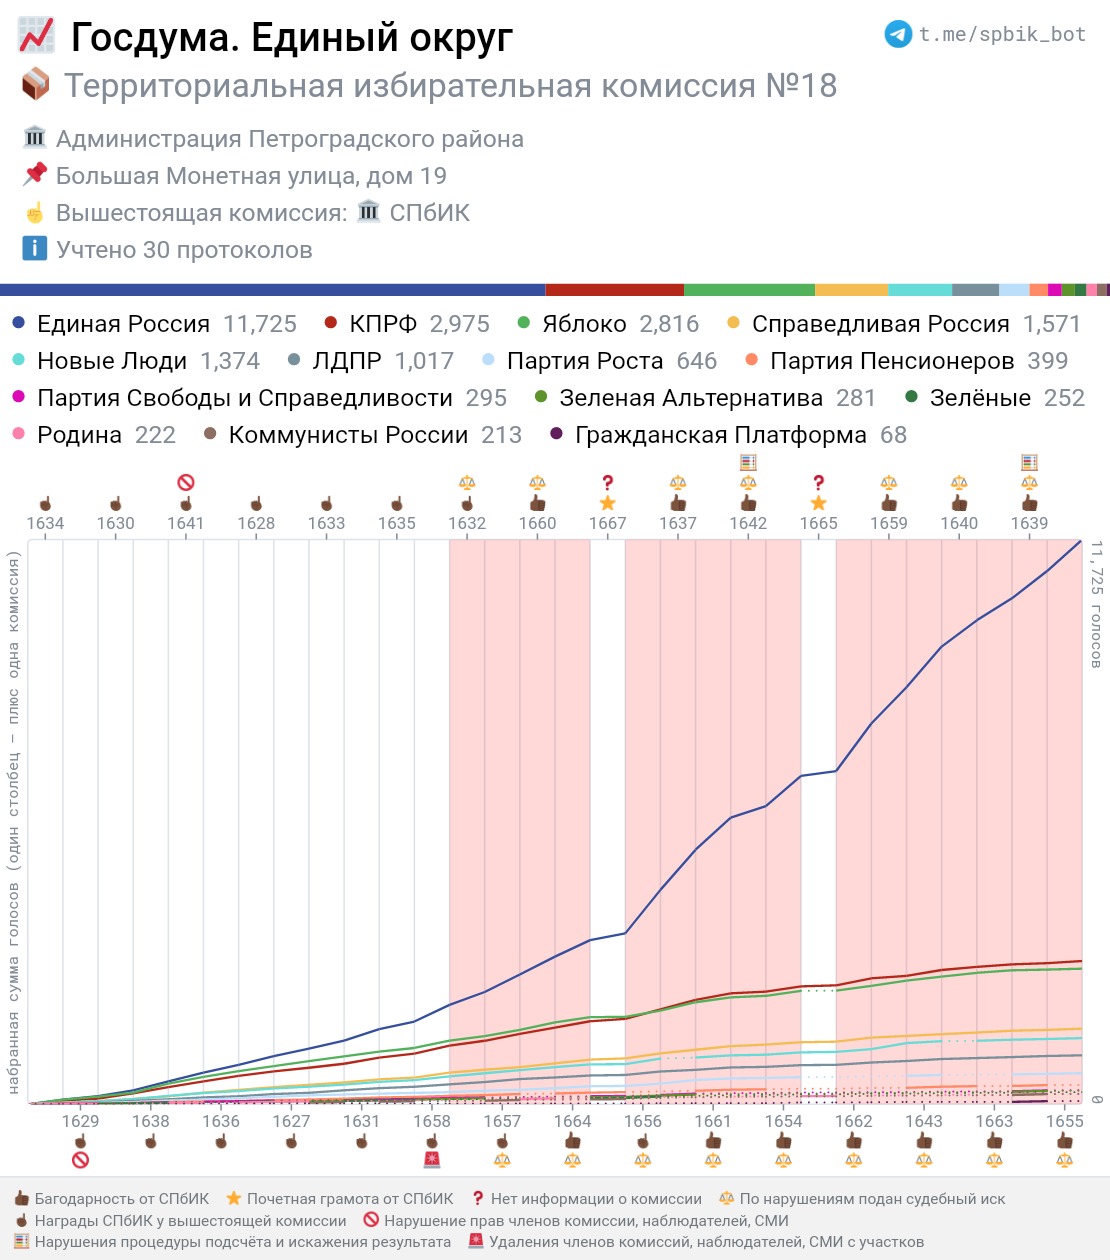 Госдума. Единый округ
t.me/spbik_bot
Территориальная избирательная комиссия №18
Администрация Петроградского района
Большая Монетная улица, дом 19
Вышестоящая комиссия: СПбИК
Учтено 30 протоколов
Единая Россия 11,725 КПРФ 2,975 Яблоко 2,816 Справедливая Россия 1,571
Новые Люди 1,374 ЛДПР 1,017 Партия Роста 646 Партия Пенсионеров 399
Партия Свободы и Справедливости 295 Зеленая Альтернатива 281 Зелёные 252
Родина 222 Коммунисты России 213 Гражданская Платформа 68
1634 1630 1641 1628 1633 1635 1632 1660 1667 1637 1642 1665 1659 1640 1639
набранная сумма голосов (один столбец — плюс одна комиссия)
11,725 голосов
0
1629 1638 1636 1627 1631 1658 1657 1664 1656 1661 1654 1662 1643 1663 1655
Багодарность от СПбИК Почетная грамота от СПбИК Нет информации о комиссии По нарушениям подан судебный иск
Награды СПбИК у вышестоящей комиссии Нарушение прав членов комиссии, наблюдателей, СМИ
Нарушения процедуры подсчёта и искажения результата Удаления членов комиссий, наблюдателей, СМИ с участков